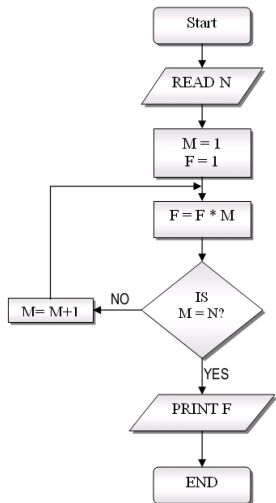 Start
READ N
M = 1
F = 1
F = F * M
IS
M = N?
NO
M= M+1
YES
PRINT F
END